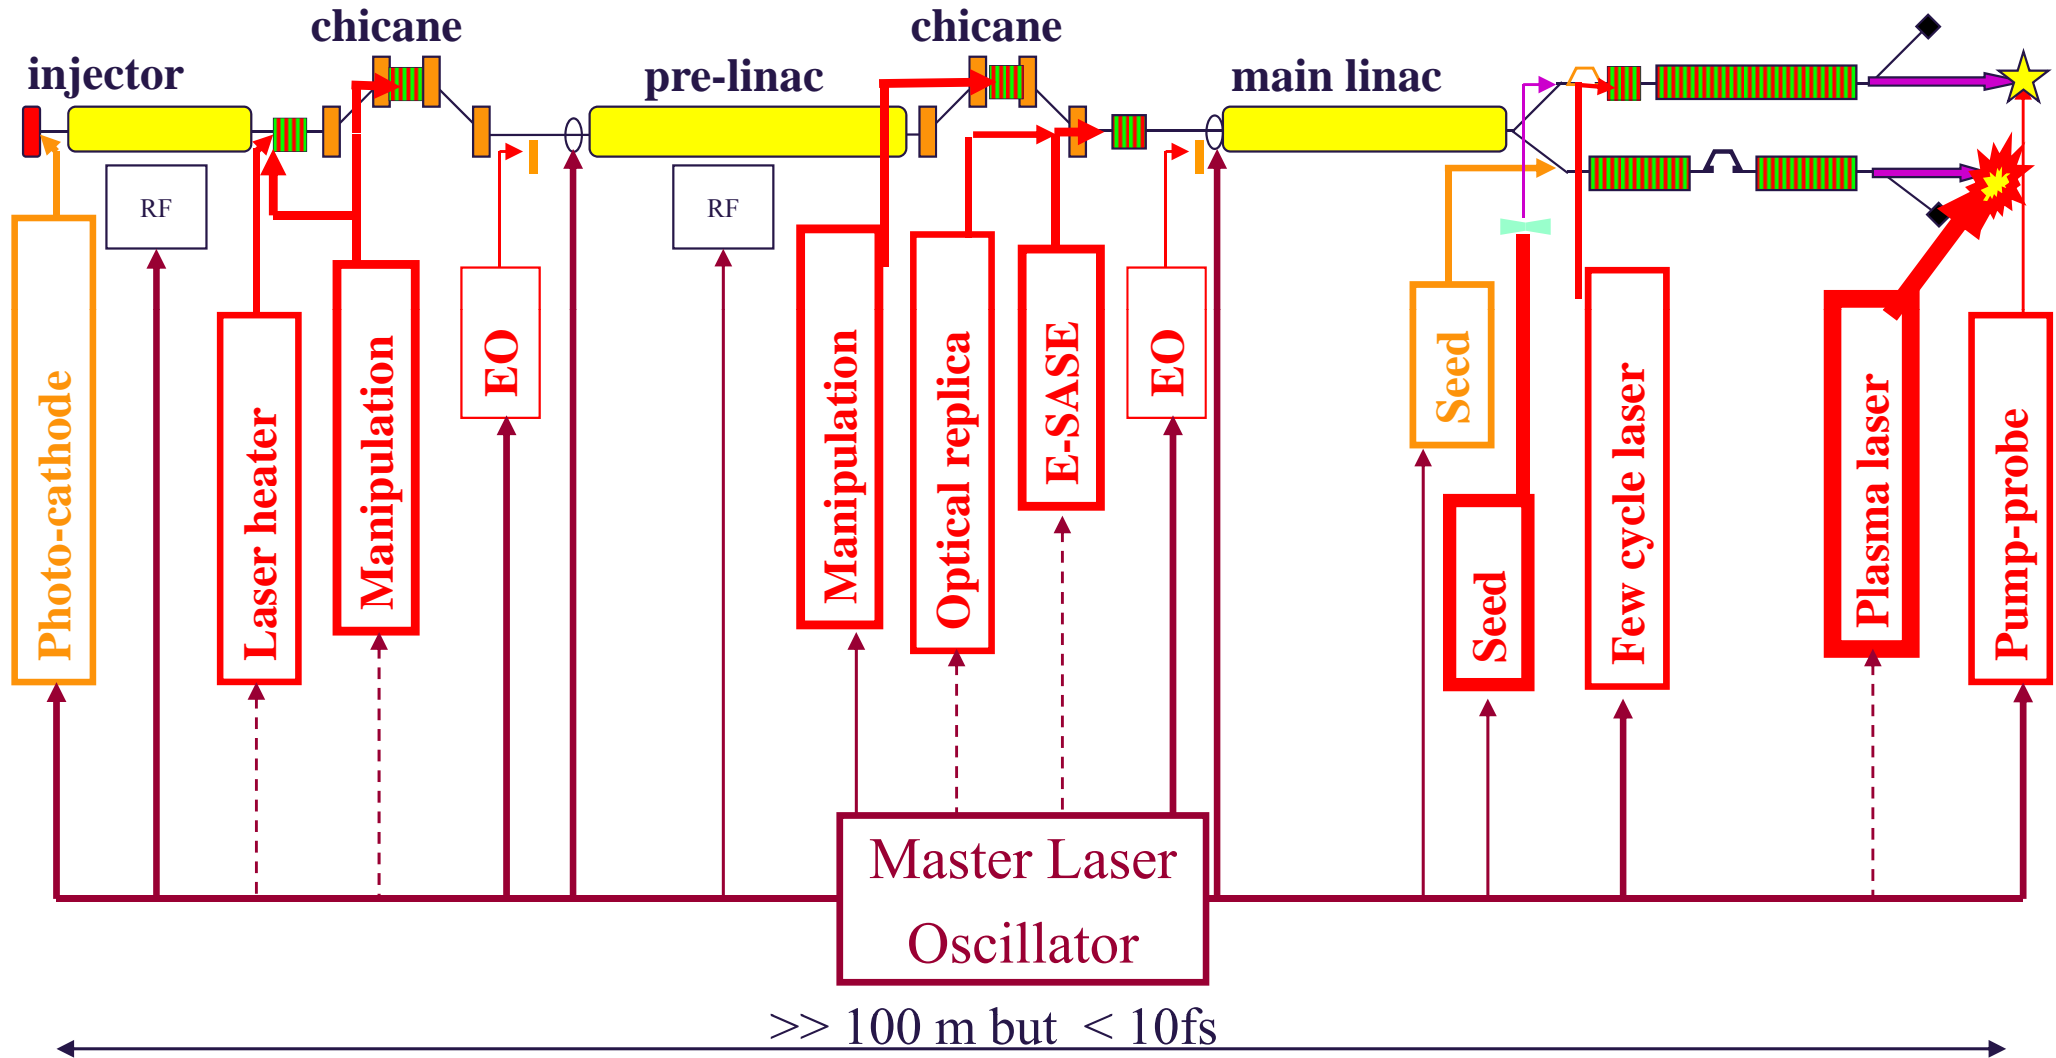 chicane
chicane
injector
pre-linac
main linac
RF
RF
Photo-cathode
Laser heater
Manipulation
EO
Manipulation
Optical replica
E-SASE
EO
Seed
Seed
Few cycle laser
Plasma laser
Pump-probe
Master Laser
Oscillator
>> 100 m but < 10fs